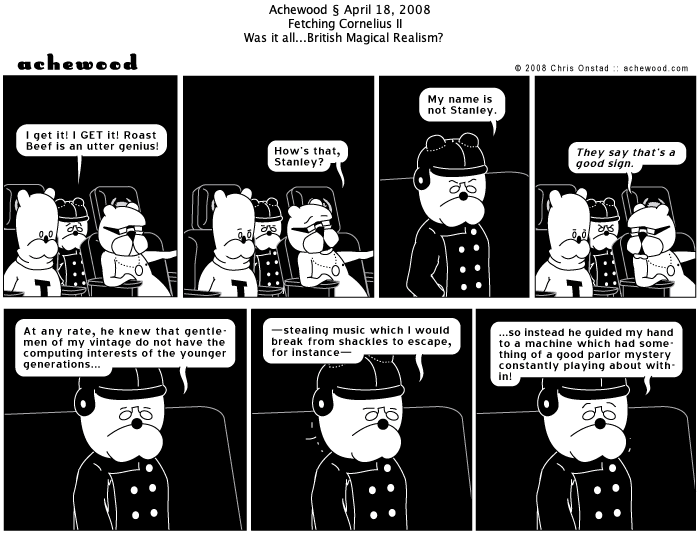 Achewood § April 18, 2008
Fetching Cornelius II
Was it all...British Magical Realism?
achewood
© 2008 Chris Onstad :: achewood.com
I get it! I GET it! Roast
Beef is an utter genius!
How's that,
Stanley?
My name is
not Stanley.
They say that's a
good sign.
T
T
T
At any rate, he knew that gentle-
men of my vintage do not have the
computing interests of the younger
generations...
—stealing music which I would
break from shackles to escape,
for instance—
...so instead he guided my hand
to a machine which had some-
thing of a good parlor mystery
constantly playing about with-
in!